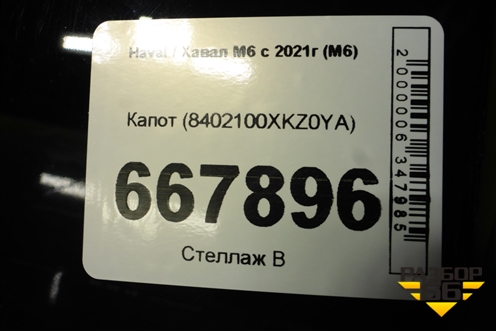 Haval / Хавал М6 с 2021г (М6)
Капот (8402100XKZ0YA)
667896
Стеллаж В
2000006347985
РАЗБОР
66